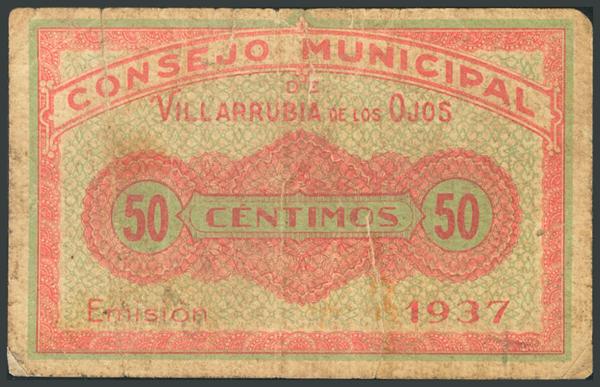 CONSEJO MUNICIPAL
DE
VILLARRUBIA DE LOS OJOS
50 CÉNTIMOS 50
Emisión 1937